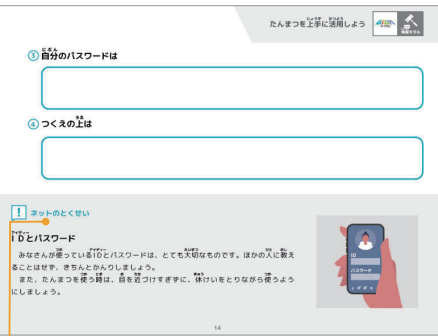 たんまつを上手に活用しよう
情報モラル
③ 自分のパスワードは
④ つくえの上は
! ネットのとくせい
IDとパスワード
みなさんが使っているIDとパスワードは、とても大切なものです。ほかの人に教え
ることはせず、きちんとかんりしましょう。
また、たんまつを使う時は、目を近づけすぎずに、休けいをとりながら使うよう
にしましょう。
ID
パスワード
14